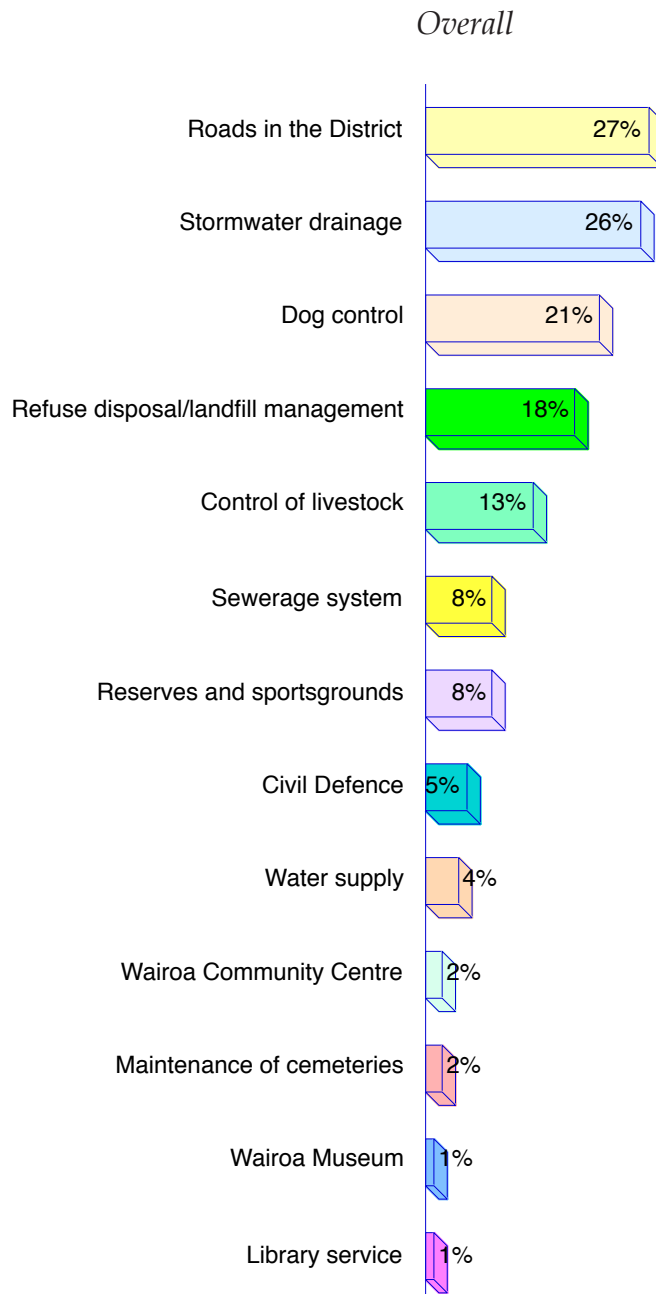 Overall
Roads in the District 27%
Stormwater drainage 26%
Dog control 21%
Refuse disposal/landfill management 18%
Control of livestock 13%
Sewerage system 8%
Reserves and sportsgrounds 8%
Civil Defence 5%
Water supply 4%
Wairoa Community Centre 2%
Maintenance of cemeteries 2%
Wairoa Museum 1%
Library service 1%